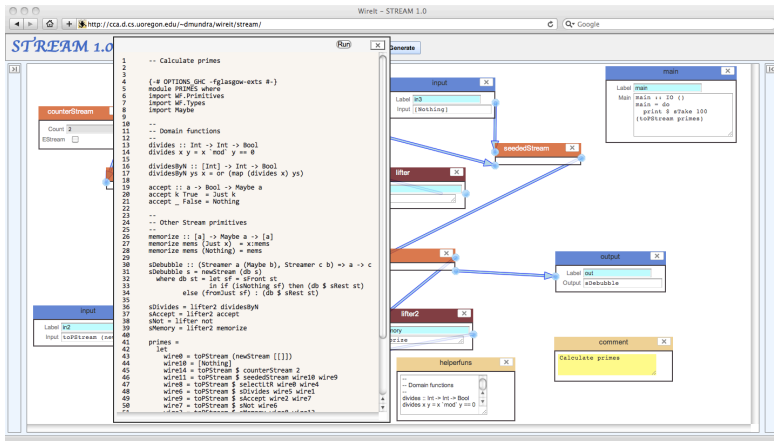 WireIt – STREAM 1.0
http://cca.d.cs.uoregon.edu/~dmundra/wireit/stream/
Google
STREAM 1.0
Generate
Run
X
1 -- Calculate primes
2
3
4 {-# OPTIONS_GHC -fglasgow-exts #-}
5 module PRIMES where
6 import WF.Primitives
7 import WF.Types
8 import Maybe
9
10 --
11 -- Domain functions
12 --
13 divides :: Int -> Int -> Bool
14 divides x y = x `mod` y == 0
15
16 dividesByN :: [Int] -> Int -> Bool
17 dividesByN ys x = or (map (divides x) ys)
18
19 accept :: a -> Bool -> Maybe a
20 accept k True = Just k
21 accept _ False = Nothing
22
23 --
24 -- Other Stream primitives
25 --
26 memorize :: [a] -> Maybe a -> [a]
27 memorize mems (Just x) = x:mems
28 memorize mems (Nothing) = mems
29
30 sDebubble :: (Streamer a (Maybe b), Streamer c b) => a -> c
31 sDebubble s = newStream (db s)
32 where db st = let sf = sFront st
33 in if (isNothing sf) then (db $ sRest st)
34 else (fromJust sf) : (db $ sRest st)
35
36 sDivides = lifter2 dividesByN
37 sAccept = lifter2 accept
38 sNot = lifter not
39 sMemory = lifter2 memorize
40
41 primes =
42 let
43 wire0 = toPStream (newStream [[]])
44 wire10 = [Nothing]
45 wire14 = toPStream $ counterStream 2
46 wire11 = toPStream $ seededStream wire10 wire9
47 wire8 = toPStream $ selectLTR wire0 wire4
48 wire6 = toPStream $ sDivides wire5 wire1
49 wire9 = toPStream $ sAccept wire2 wire7
50 wire7 = toPStream $ sNot wire6
counterStream
Count 2
EStream
input
Label in2
Input toPStream (new
input X
Label in3
Input [Nothing]
seededStream
lifter X
X
lifter2 X
helperfuns X
--
-- Domain functions
--
divides :: Int -> Int -> Bool
divides x y = x `mod` y == 0
main X
Label main
Main main :: IO ()
main = do
print $ sTake 100
(toPStream primes)
output X
Label out
Output sDebubble
comment X
Calculate primes